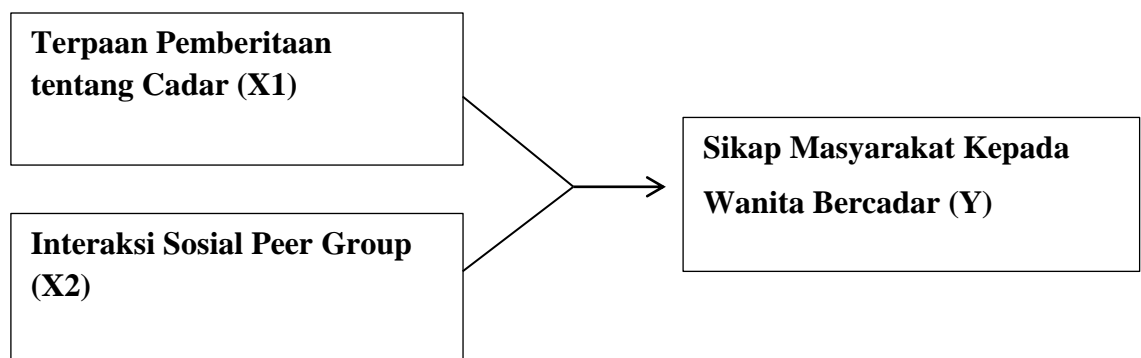 Terpaan Pemberitaan
tentang Cadar (X1)
Interaksi Sosial Peer Group
(X2)
Sikap Masyarakat Kepada
Wanita Bercadar (Y)